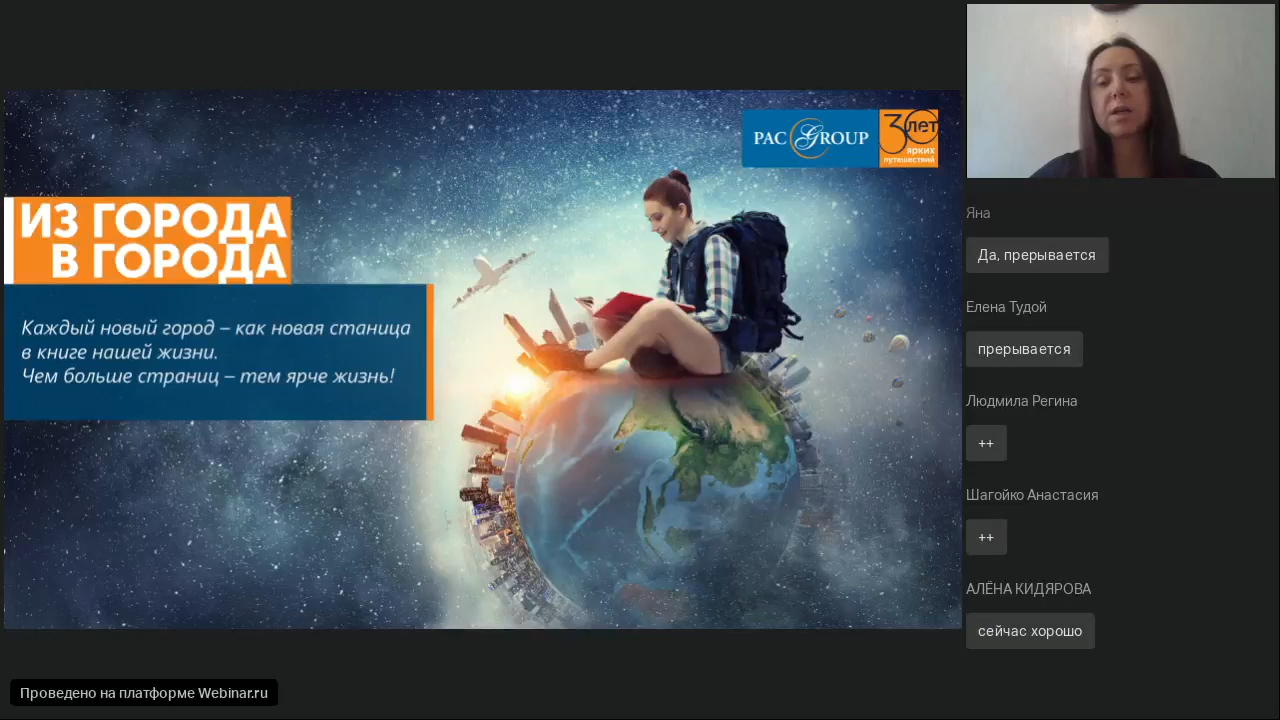 PAC GROUP
30 лет
ярких
путешествий
ИЗ ГОРОДА
В ГОРОДА
Каждый новый город – как новая станица
в книге нашей жизни.
Чем больше страниц – тем ярче жизнь!
Яна
Да, прерывается
Елена Тудой
прерывается
Людмила Регина
++
Шагойко Анастасия
++
АЛЁНА КИДЯРОВА
сейчас хорошо
Проведено на платформе Webinar.ru